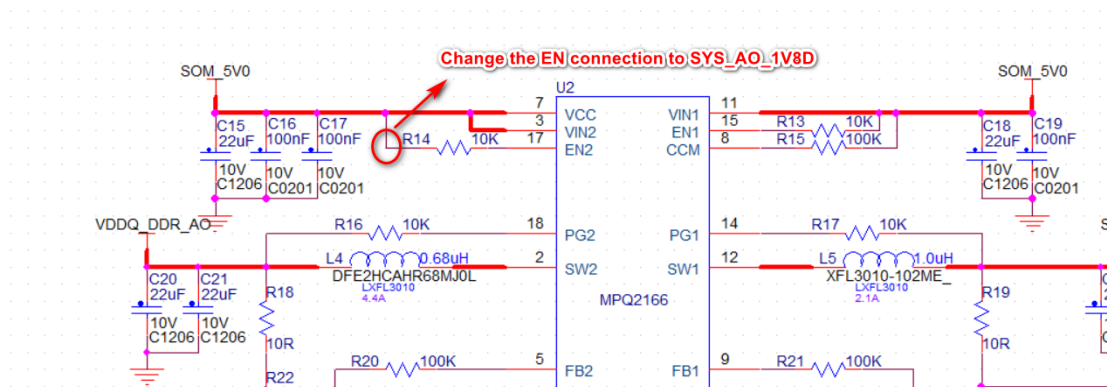 Change the EN connection to SYS_AO_1V8D
SOM_5V0
U2
SOM_5V0
7
VCC
VIN1
11
C15
22uF
C16
100nF
C17
100nF
3
VIN2
EN1
15
R13
10K
C18
22uF
C19
100nF
R14
10K
17
EN2
CCM
8
R15
100K
10V
C1206
10V
C0201
10V
C0201
10V
C1206
10V
C0201
VDDQ_DDR_AO
R16
10K
18
PG2
PG1
14
R17
10K
L4
0.68uH
2
SW2
SW1
12
L5
1.0uH
DFE2HCAHR68MJ0L
XFL3010-102ME_
C20
22uF
C21
22uF
LXFL3010
4.4A
LXFL3010
2.1A
R18
MPQ2166
R19
10V
C1206
10V
C1206
10R
10R
R20
100K
5
FB2
FB1
9
R21
100K
R22